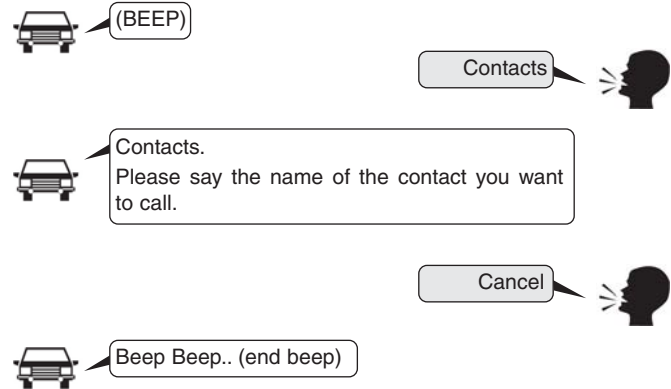 (BEEP)
Contacts
Contacts.
Please say the name of the contact you want
to call.
Cancel
Beep Beep.. (end beep)